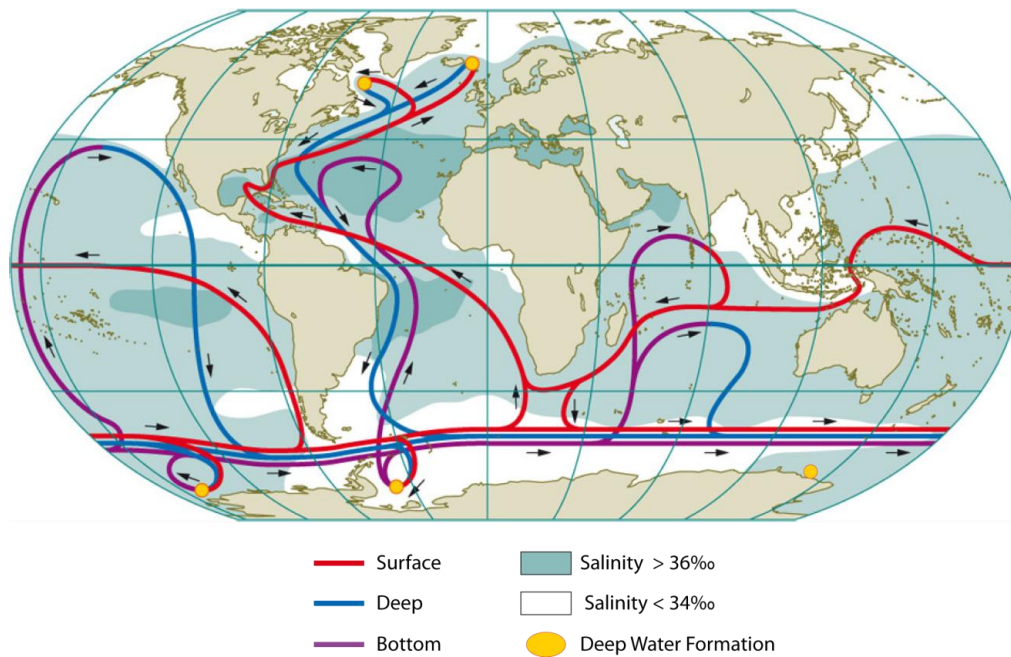 Surface
Salinity > 36‰
Deep
Salinity < 34‰
Bottom
Deep Water Formation